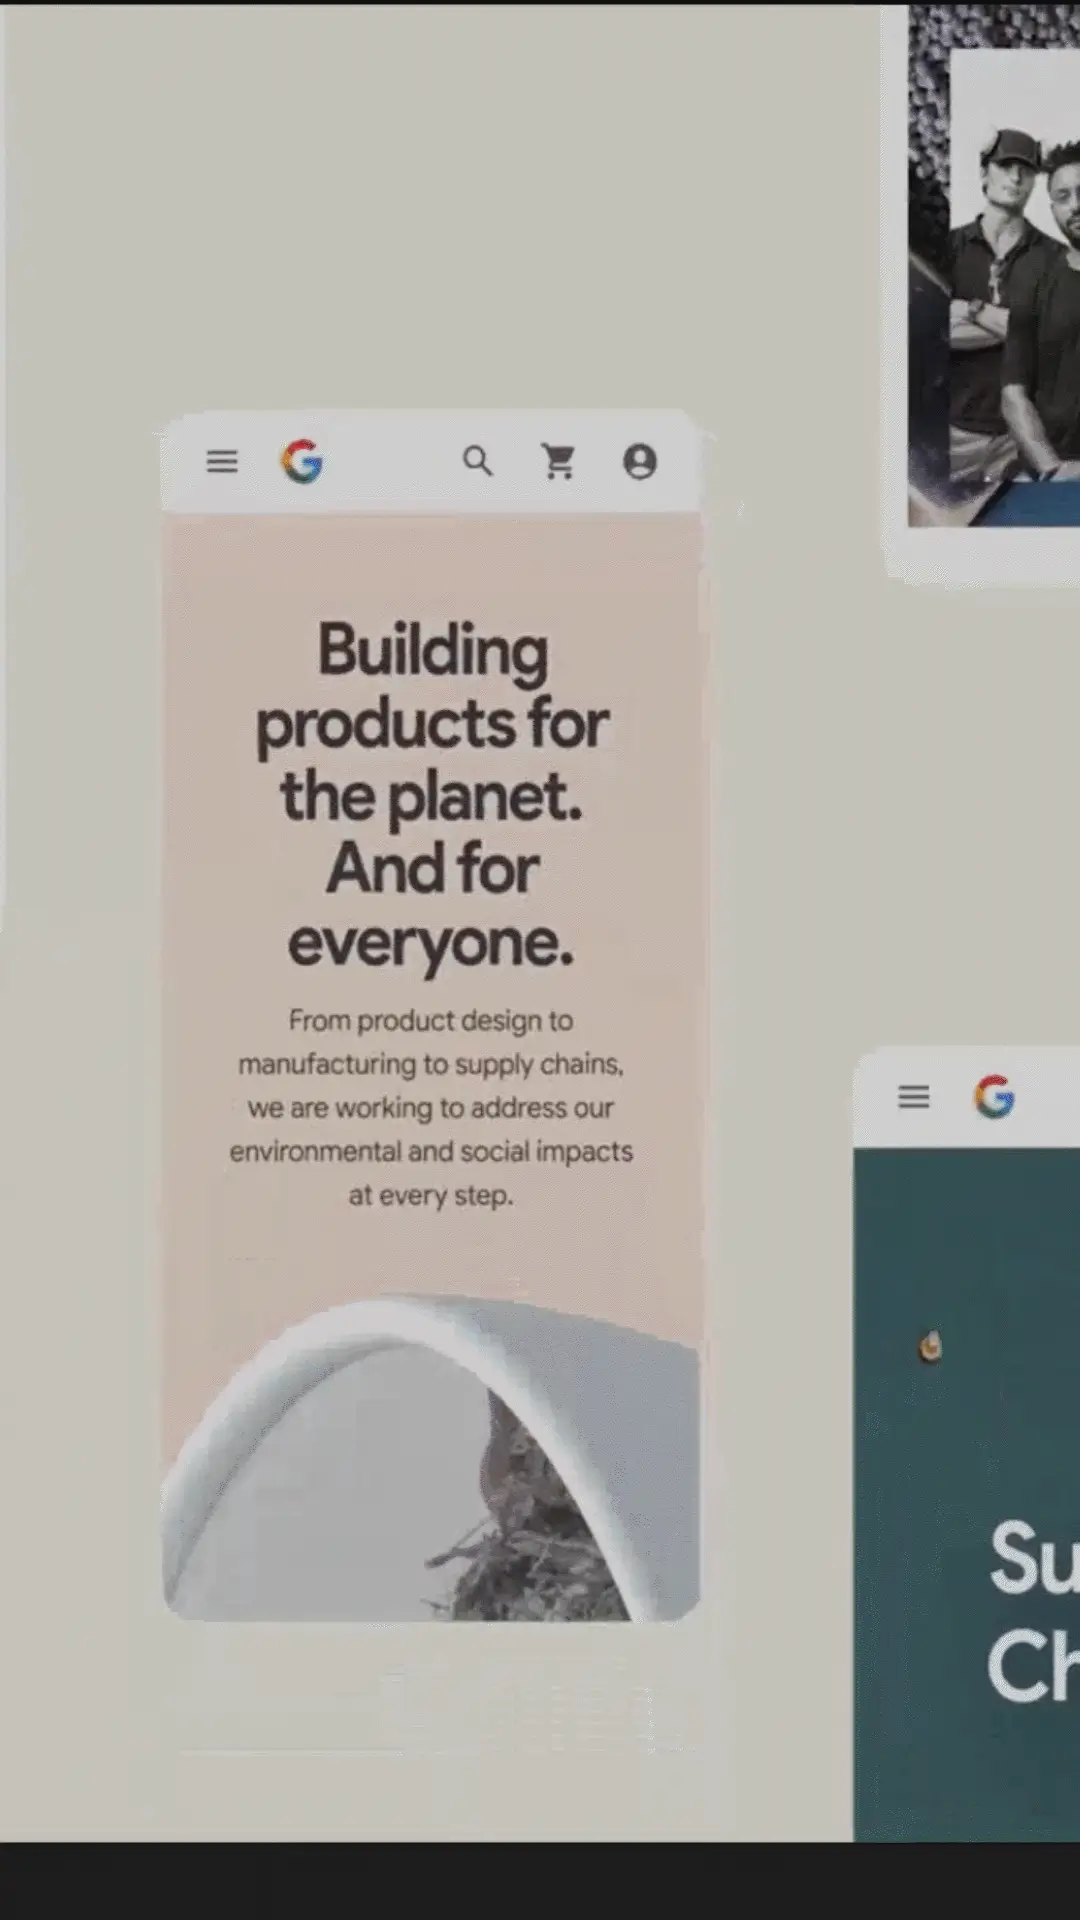 G
Building
products for
the planet.
And for
everyone.
From product design to
manufacturing to supply chains,
we are working to address our
environmental and social impacts
at every step.
G
Su
Ch